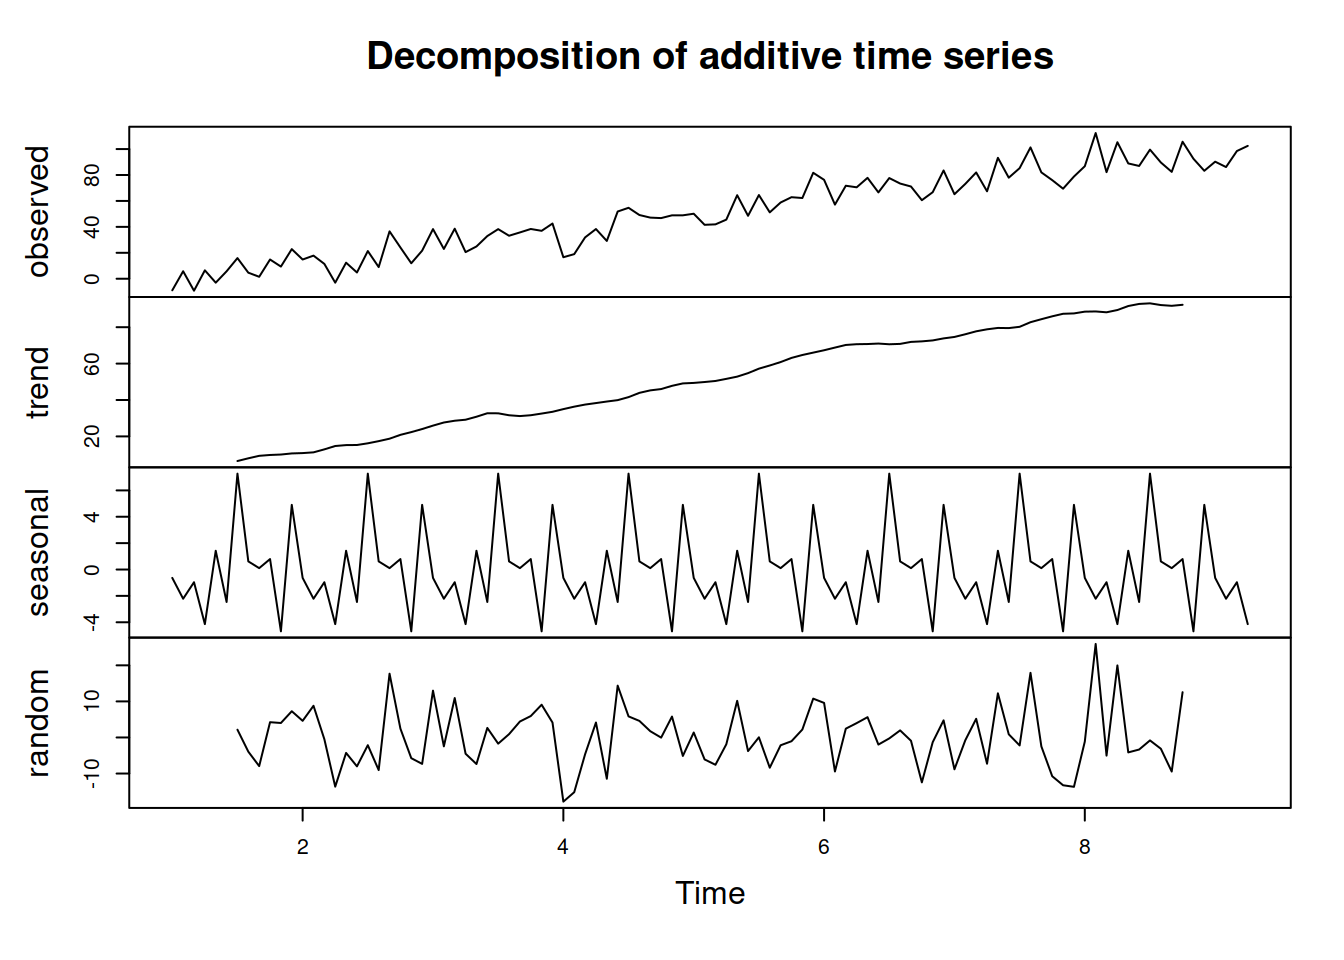 Decomposition of additive time series
observed
0 40 80
trend
20 60
seasonal
-4 0 4
random
-10 10
2 4 6 8
Time